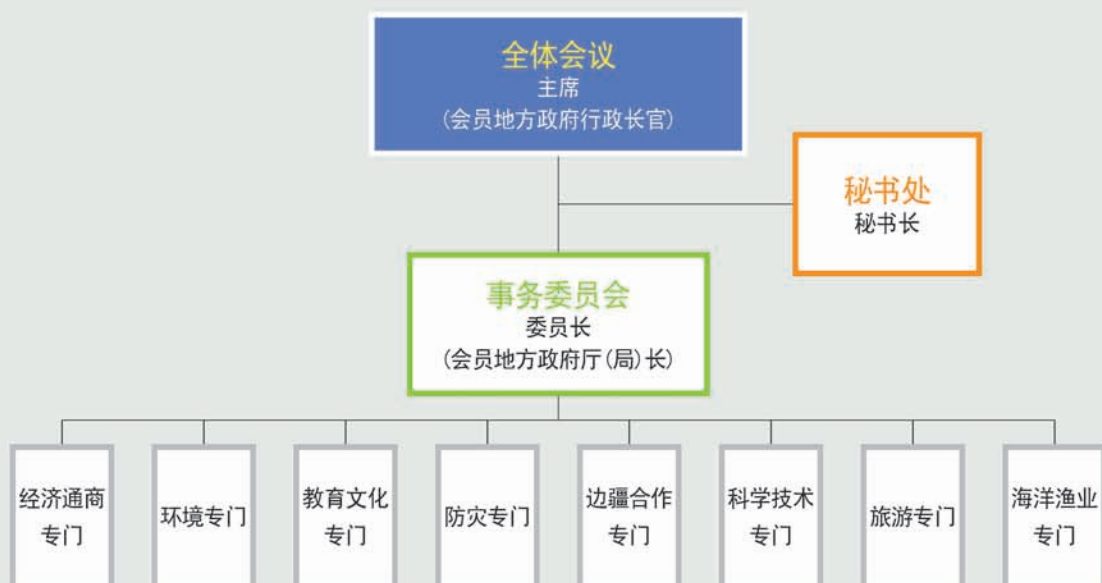 全体会议
主席
(会员地方政府行政长官)
秘书处
秘书长
事务委员会
委员长
(会员地方政府厅(局)长)
经济通商
专门
环境专门
教育文化
专门
防灾专门
边疆合作
专门
科学技术
专门
旅游专门
海洋渔业
专门